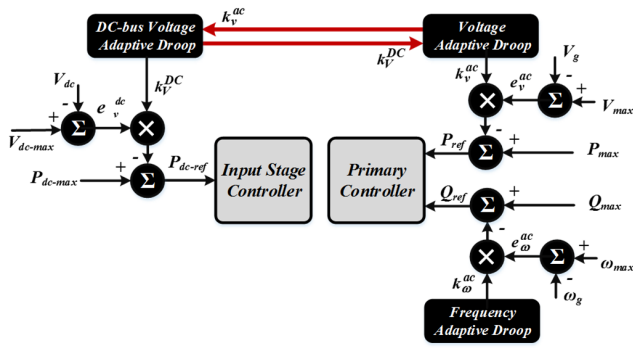 DC-bus Voltage
Adaptive Droop
k_v^ac
k_V^DC
Voltage
Adaptive Droop
V_dc
-
+
Σ
e_v^dc
k_V^DC
×
V_dc-max
-
+
Σ
P_dc-max
P_dc-ref
Input Stage
Controller
Primary
Controller
V_g
-
+
Σ
k_v^ac
e_v^ac
×
V_max
-
P_ref
Σ
+
P_max
Q_ref
Σ
+
Q_max
-
×
e_ω^ac
Σ
+
ω_max
k_ω^ac
-
ω_g
Frequency
Adaptive Droop